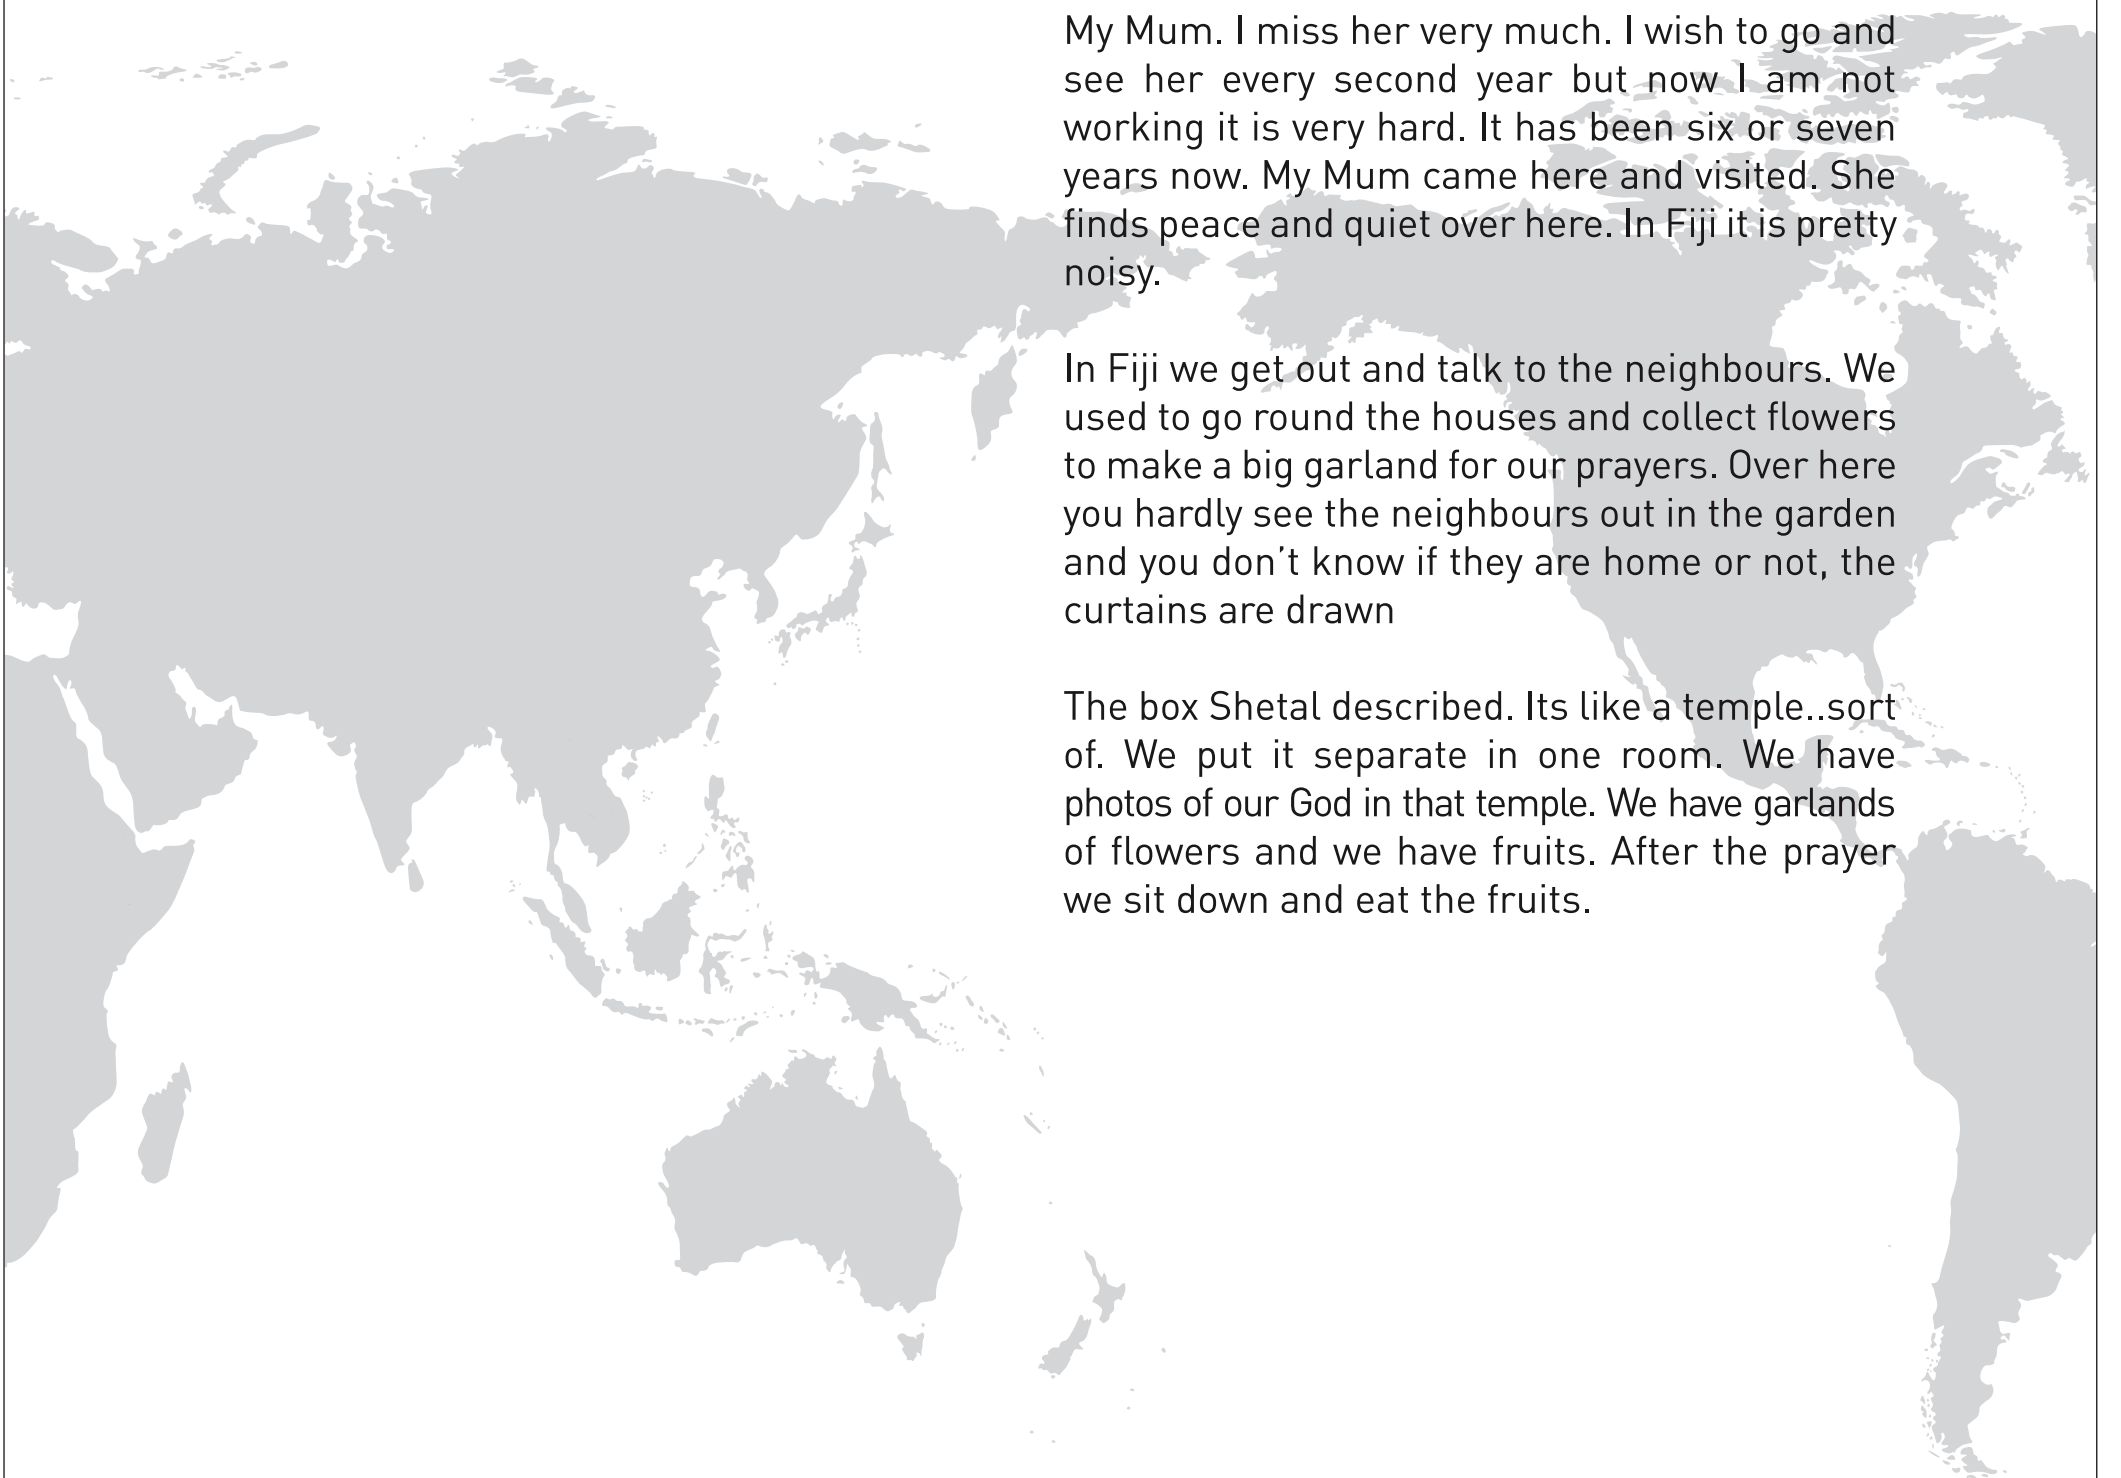 My Mum. I miss her very much. I wish to go and
see her every second year but now I am not
working it is very hard. It has been six or seven
years now. My Mum came here and visited. She
finds peace and quiet over here. In Fiji it is pretty
noisy.
In Fiji we get out and talk to the neighbours. We
used to go round the houses and collect flowers
to make a big garland for our prayers. Over here
you hardly see the neighbours out in the garden
and you don't know if they are home or not, the
curtains are drawn
The box Shetal described. Its like a temple..sort
of. We put it separate in one room. We have
photos of our God in that temple. We have garlands
of flowers and we have fruits. After the prayer
we sit down and eat the fruits.